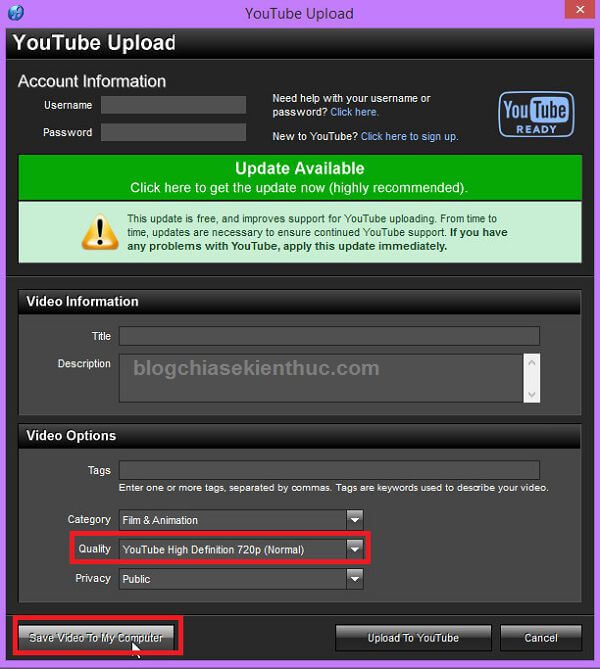 YouTube Upload
YouTube Upload
Account Information
Username
Need help with your username or
password? Click here.
Password
New to YouTube? Click here to sign up.
YouTube
READY
Update Available
Click here to get the update now (highly recommended).
This update is free, and improves support for YouTube uploading. From time to
time, updates are necessary to ensure continued YouTube support. If you have
any problems with YouTube, apply this update immediately.
Video Information
Title
Description
blogchiasekienthuc.com
Video Options
Tags
Enter one or more tags, separated by commas. Tags are keywords used to describe your video.
Category Film & Animation
Quality YouTube High Definition 720p (Normal)
Privacy Public
Save Video To My Computer Upload To YouTube Cancel